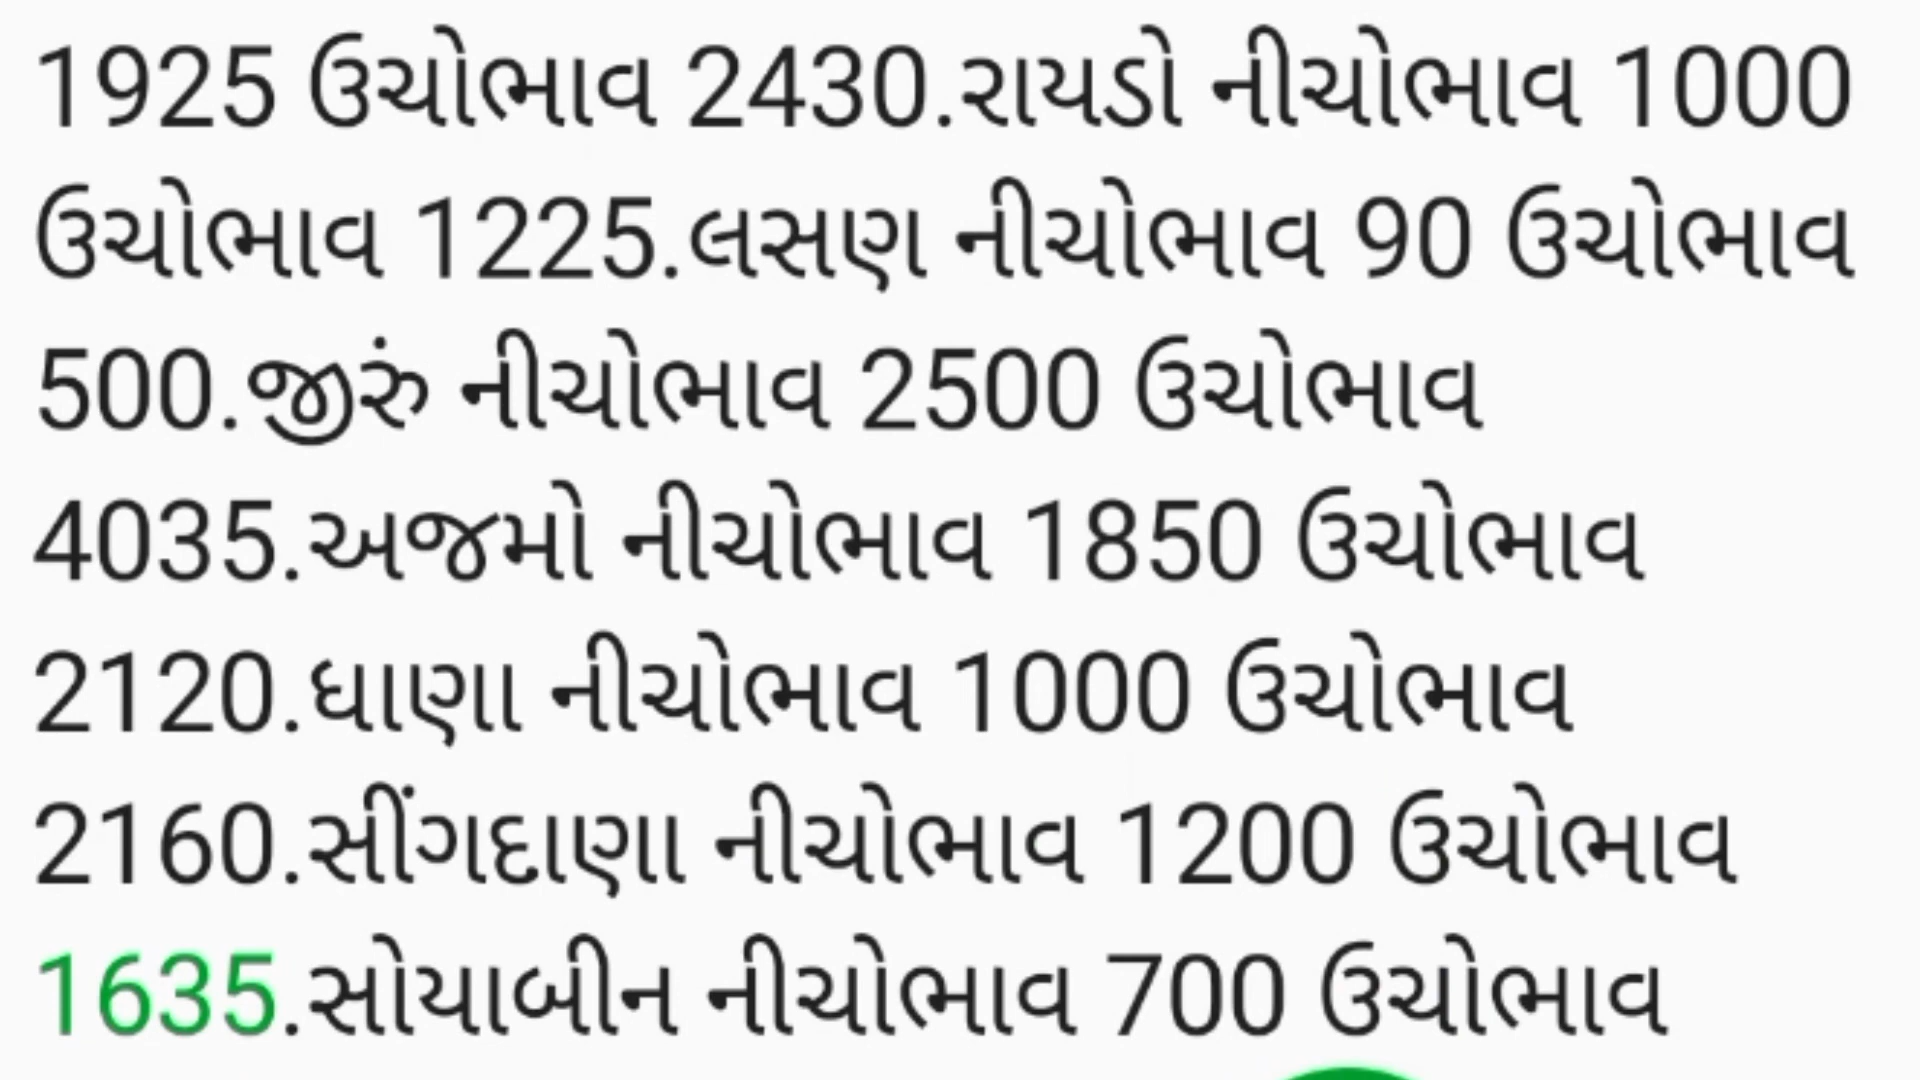 1925 ઉચોભાવ 2430.રાયડો નીચોભાવ 1000
ઉચોભાવ 1225.લસણ નીચોભાવ 90 ઉચોભાવ
500.જીરું નીચોભાવ 2500 ઉચોભાવ
4035.અજમો નીચોભાવ 1850 ઉચોભાવ
2120.ધાણા નીચોભાવ 1000 ઉચોભાવ
2160.સીંગદાણા નીચોભાવ 1200 ઉચોભાવ
1635.સોયાબીન નીચોભાવ 700 ઉચોભાવ